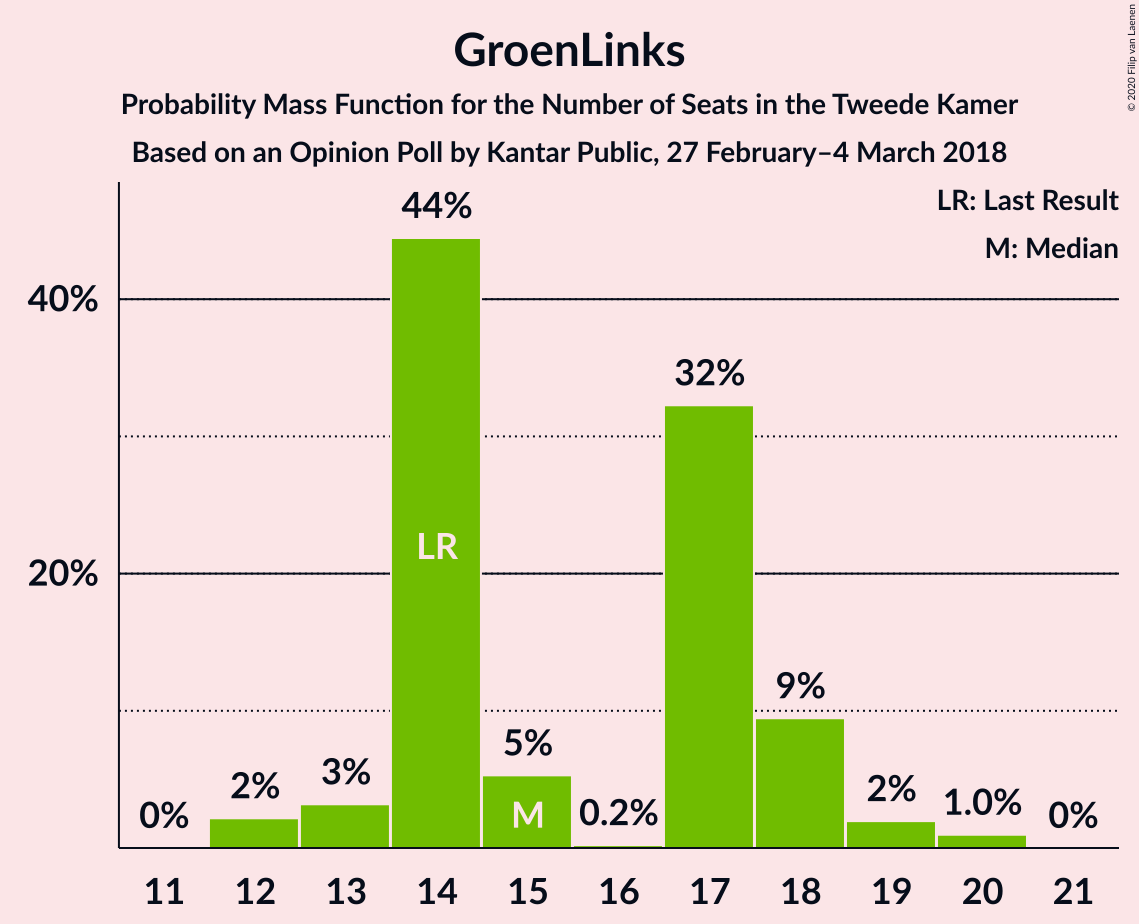 GroenLinks
Probability Mass Function for the Number of Seats in the Tweede Kamer
Based on an Opinion Poll by Kantar Public, 27 February–4 March 2018
© 2020 Filip van Laenen
LR: Last Result
M: Median
40%
20%
0%
2%
3%
44%
5%
0.2%
32%
9%
2%
1.0%
0%
LR
M
11 12 13 14 15 16 17 18 19 20 21